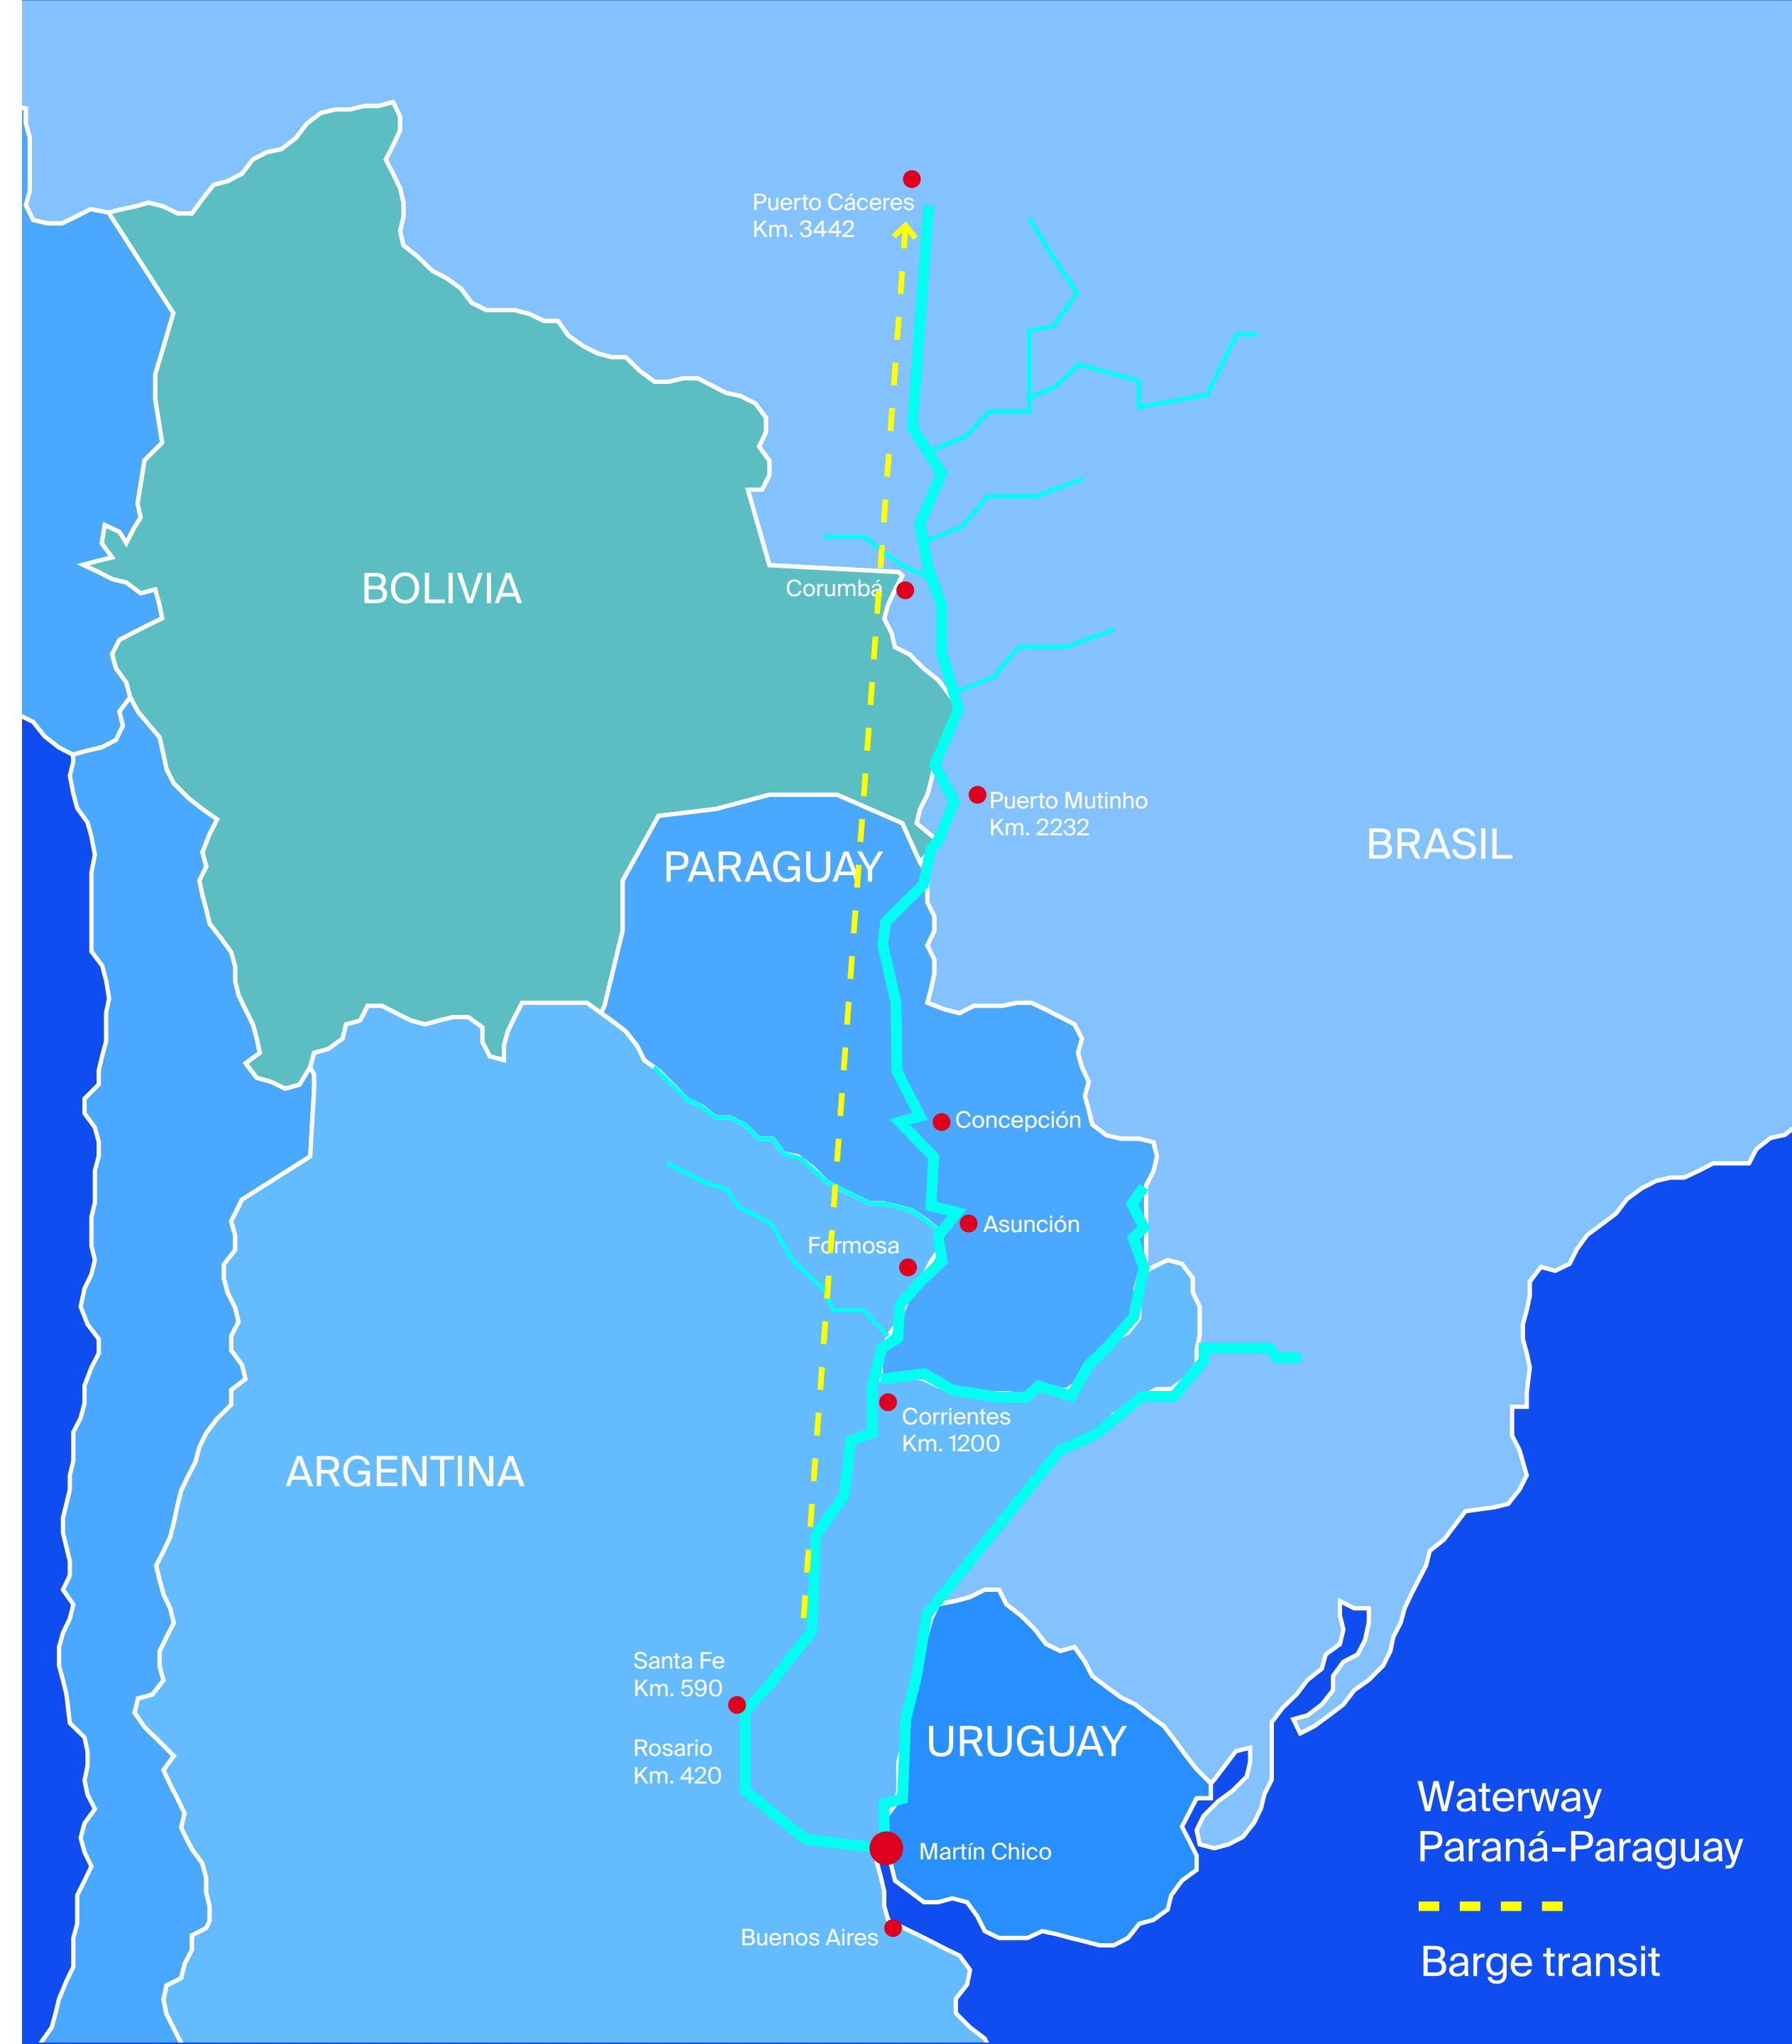 Puerto Cáceres
Km. 3442
BOLIVIA
Corumbá
Puerto Mutinho
Km. 2232
BRASIL
PARAGUAY
Concepción
Asunción
Formosa
Corrientes
Km. 1200
ARGENTINA
Santa Fe
Km. 590
Rosario
Km. 420
URUGUAY
Martín Chico
Buenos Aires
Waterway
Paraná-Paraguay
Barge transit